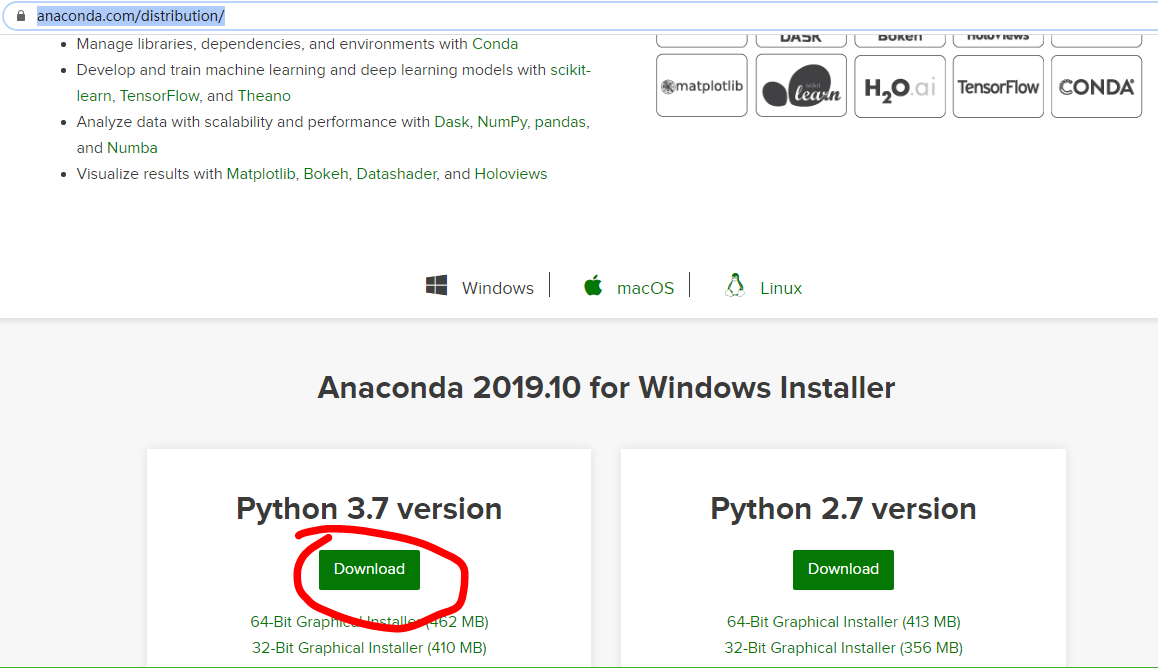 anaconda.com/distribution/
Manage libraries, dependencies, and environments with Conda
Develop and train machine learning and deep learning models with scikit-
learn, TensorFlow, and Theano
Analyze data with scalability and performance with Dask, NumPy, pandas,
and Numba
Visualize results with Matplotlib, Bokeh, Datashader, and Holoviews
DASK Bokeh HoloViews
matplotlib scikit learn H2O.ai TensorFlow CONDA
Windows macOS Linux
Anaconda 2019.10 for Windows Installer
Python 3.7 version
Download
64-Bit Graphical Installer (462 MB)
32-Bit Graphical Installer (410 MB)
Python 2.7 version
Download
64-Bit Graphical Installer (413 MB)
32-Bit Graphical Installer (356 MB)